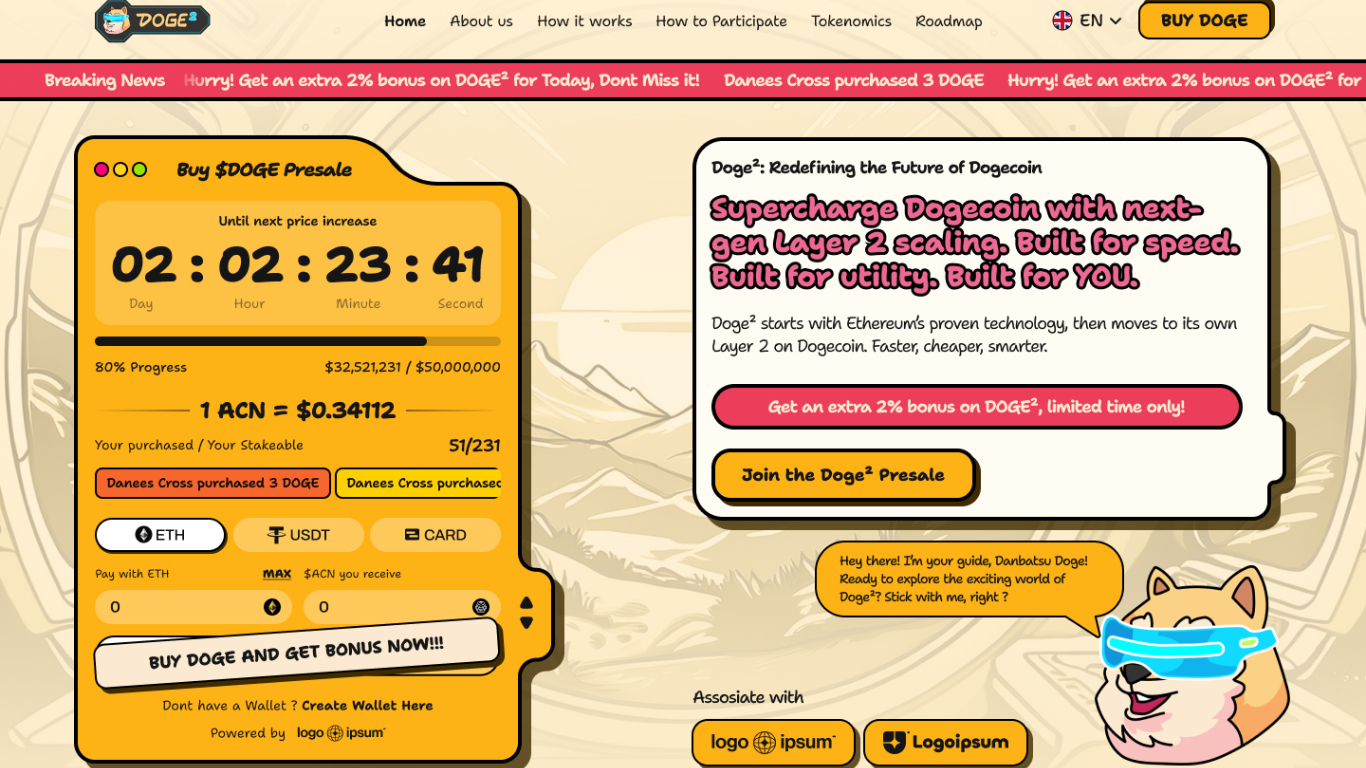 DOGE²
Home About us How it works How to Participate Tokenomics Roadmap
EN
BUY DOGE
Breaking News Hurry! Get an extra 2% bonus on DOGE² for Today, Dont Miss it! Danees Cross purchased 3 DOGE Hurry! Get an extra 2% bonus on DOGE² for
Buy $DOGE Presale
Until next price increase
02 : 02 : 23 : 41
Day Hour Minute Second
80% Progress $32,521,231 / $50,000,000
1 ACN = $0.34112
Your purchased / Your Stakeable 51/231
Danees Cross purchased 3 DOGE Danees Cross purchased
ETH USDT CARD
Pay with ETH MAX $ACN you receive
0 0
BUY DOGE AND GET BONUS NOW!!!
Dont have a Wallet ? Create Wallet Here
Powered by logo ipsum
Doge²: Redefining the Future of Dogecoin
Supercharge Dogecoin with next-
gen Layer 2 scaling. Built for speed.
Built for utility. Built for YOU.
Doge² starts with Ethereum's proven technology, then moves to its own
Layer 2 on Dogecoin. Faster, cheaper, smarter.
Get an extra 2% bonus on DOGE², limited time only!
Join the Doge² Presale
Hey there! I'm your guide, Danbatsu Doge!
Ready to explore the exciting world of
Doge²? Stick with me, right ?
Assosiate with
logo ipsum Logoipsum